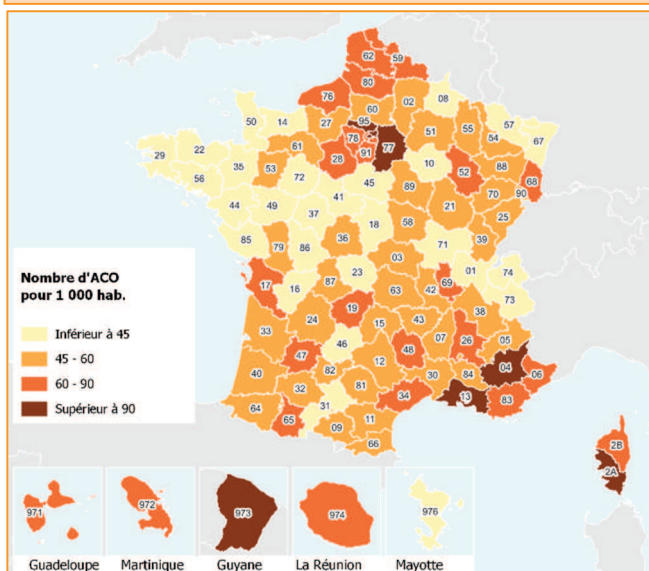 62 59
80
76 02 08
60
50 14 27 95 51 55 57
54 67
61 78 77
91
29 22 35 53 28 10 52 88 68
56 72 45 89 70 90
41
44 49 37 18 58 21 25
39
85 79 86 36 71
03 01 74
23
17 16 87 63 42 69 73
19 38
24 15 43
33 46 48 07 26 05
47 12 04 06
82 30 84
40 32 81 34 13 83
31
64 65 09 11
66
2B
2A
Nombre d'ACO
pour 1 000 hab.
Inférieur à 45
45 - 60
60 - 90
Supérieur à 90
971 972 973 974 976
Guadeloupe Martinique Guyane La Réunion Mayotte